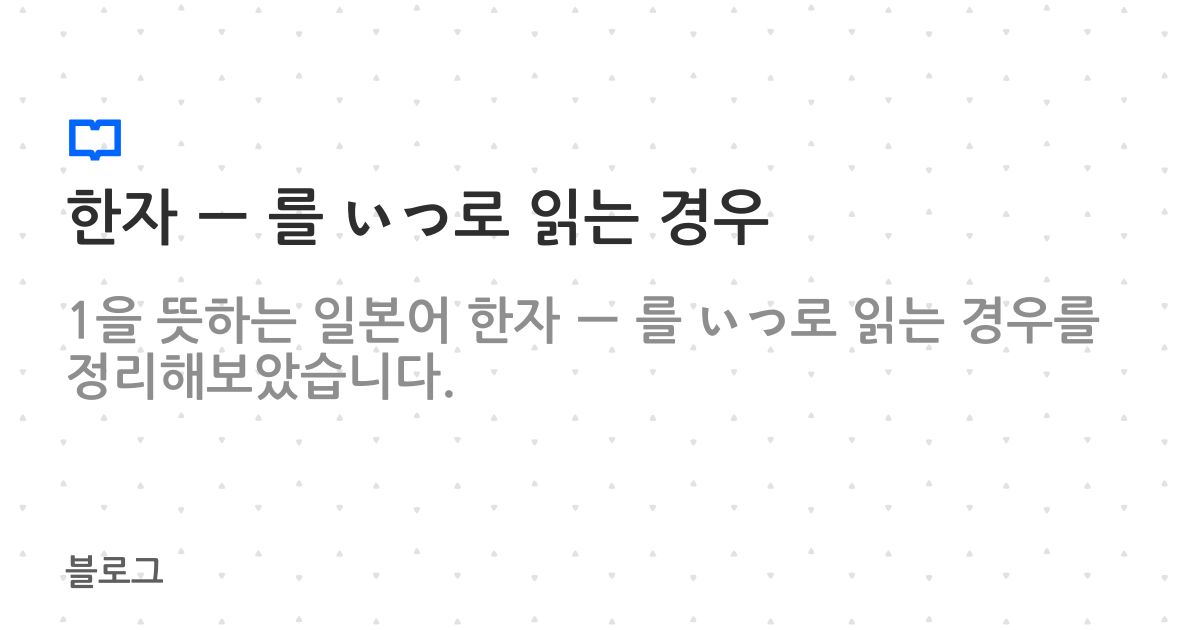 한자 一 를 いっ로 읽는 경우
1을 뜻하는 일본어 한자 一 를 いっ로 읽는 경우를
정리해보았습니다.
블로그